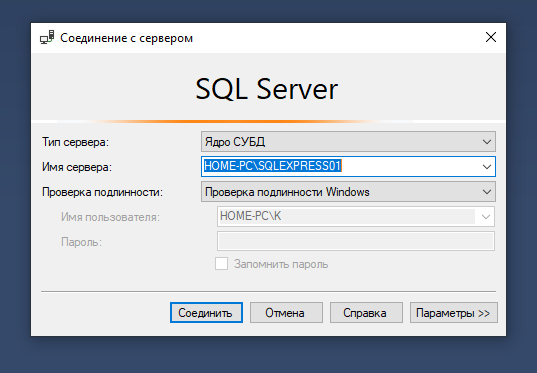 Соединение с сервером
SQL Server
Тип сервера: Ядро СУБД
Имя сервера: HOME-PC\SQLEXPRESS01
Проверка подлинности: Проверка подлинности Windows
Имя пользователя: HOME-PC\K
Пароль:
Запомнить пароль
Соединить Отмена Справка Параметры >>